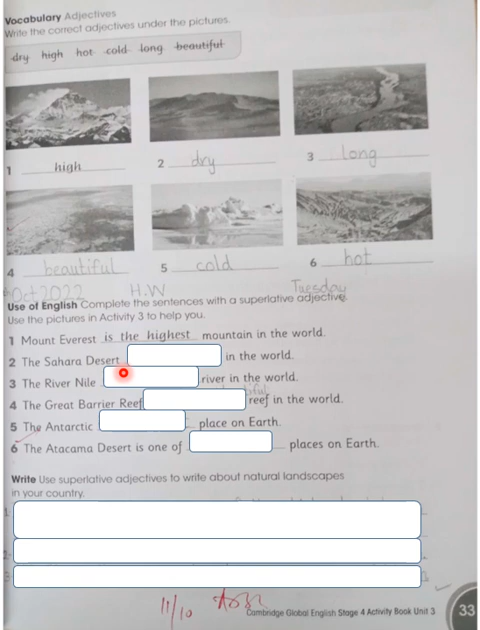 Vocabulary Adjectives
Write the correct adjectives under the pictures.
dry high hot cold long beautiful
1 high 2 dry 3 long
4 beautiful 5 cold 6 hot
Oct 2022 H.W Tuesday
Use of English Complete the sentences with a superlative adjective.
Use the pictures in Activity 3 to help you.
1 Mount Everest is the highest mountain in the world.
2 The Sahara Desert in the world.
3 The River Nile river in the world.
4 The Great Barrier Reef reef in the world.
5 The Antarctic place on Earth.
6 The Atacama Desert is one of places on Earth.
Write Use superlative adjectives to write about natural landscapes
in your country.
1
2
3
11/10
Cambridge Global English Stage 4 Activity Book Unit 3 33